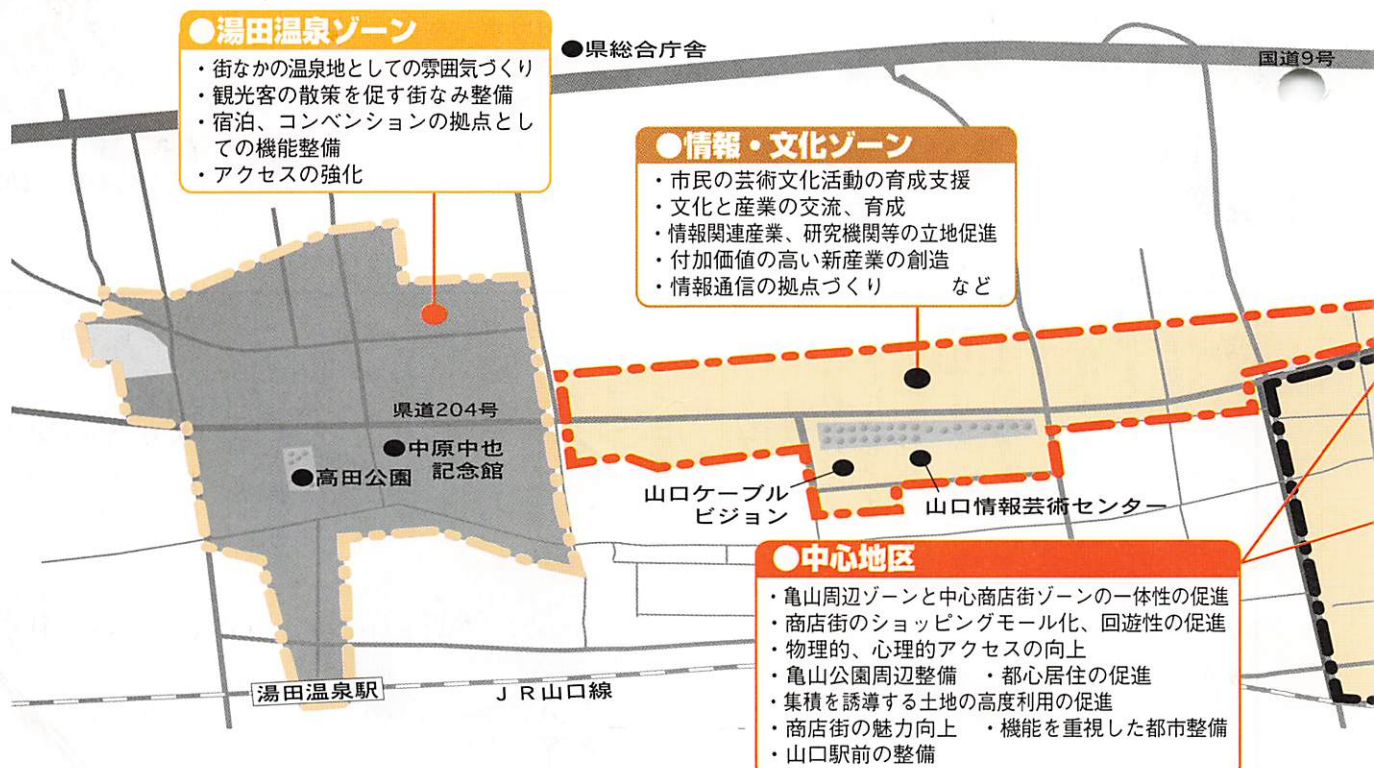 ●湯田温泉ゾーン
・街なかの温泉地としての雰囲気づくり
・観光客の散策を促す街なみ整備
・宿泊、コンベンションの拠点とし
ての機能整備
・アクセスの強化
●県総合庁舎
国道9号
●情報・文化ゾーン
・市民の芸術文化活動の育成支援
・文化と産業の交流、育成
・情報関連産業、研究機関等の立地促進
・付加価値の高い新産業の創造
・情報通信の拠点づくり　など
県道204号
●中原中也
記念館
●高田公園
山口ケーブル
ビジョン
山口情報芸術センター
●中心地区
・亀山周辺ゾーンと中心商店街ゾーンの一体性の促進
・商店街のショッピングモール化、回遊性の促進
・物理的、心理的アクセスの向上
・亀山公園周辺整備　・都心居住の促進
・集積を誘導する土地の高度利用の促進
・商店街の魅力向上　・機能を重視した都市整備
・山口駅前の整備
湯田温泉駅
ＪＲ山口線